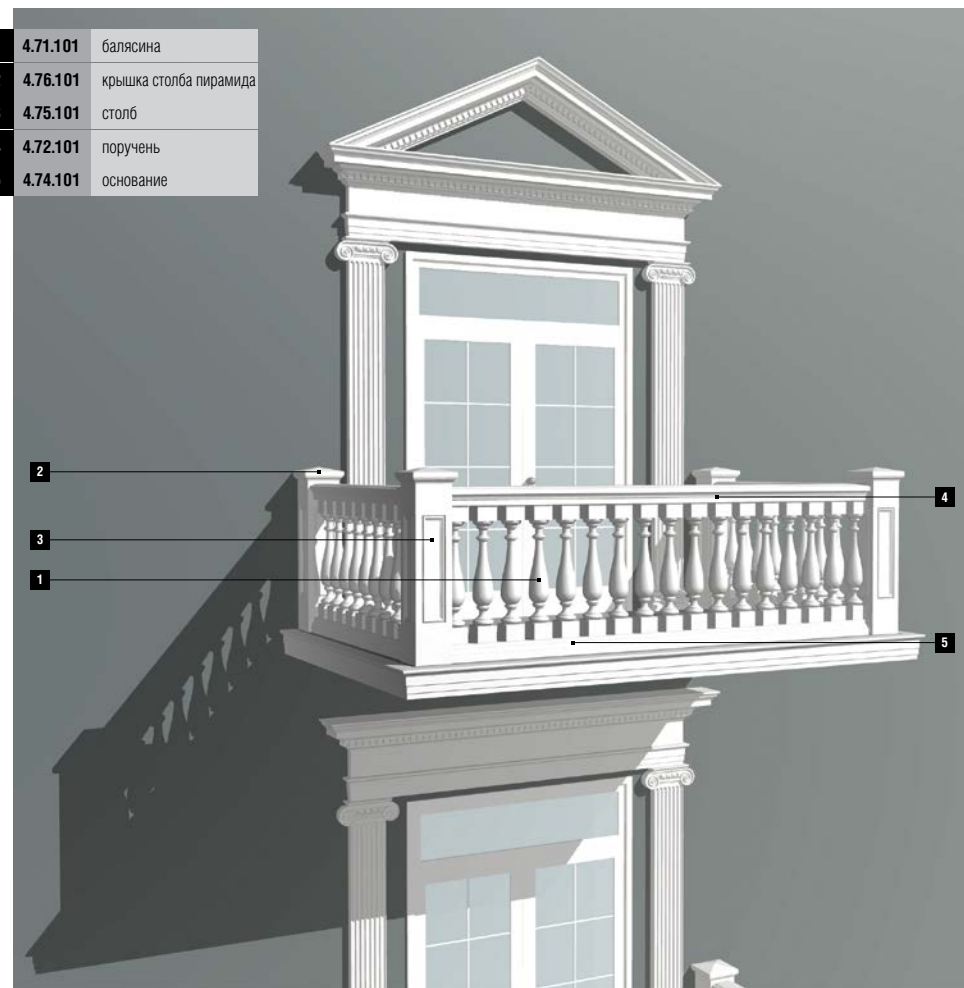 4.71.101 балясина
4.76.101 крышка столба пирамида
4.75.101 столб
4.72.101 поручень
4.74.101 основание
2
4
3
1
5